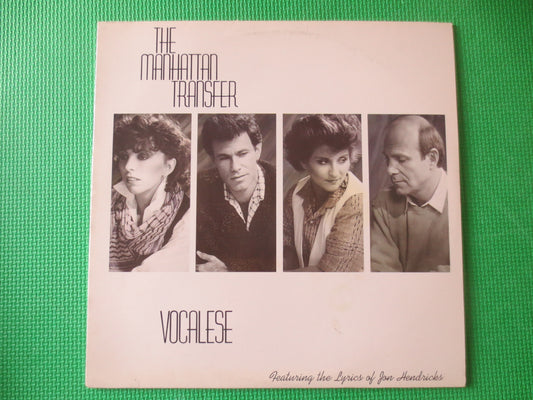 THE
MANHATTAN
TRANSFER
VOCALESE
Featuring the Lyrics of Jon Hendricks